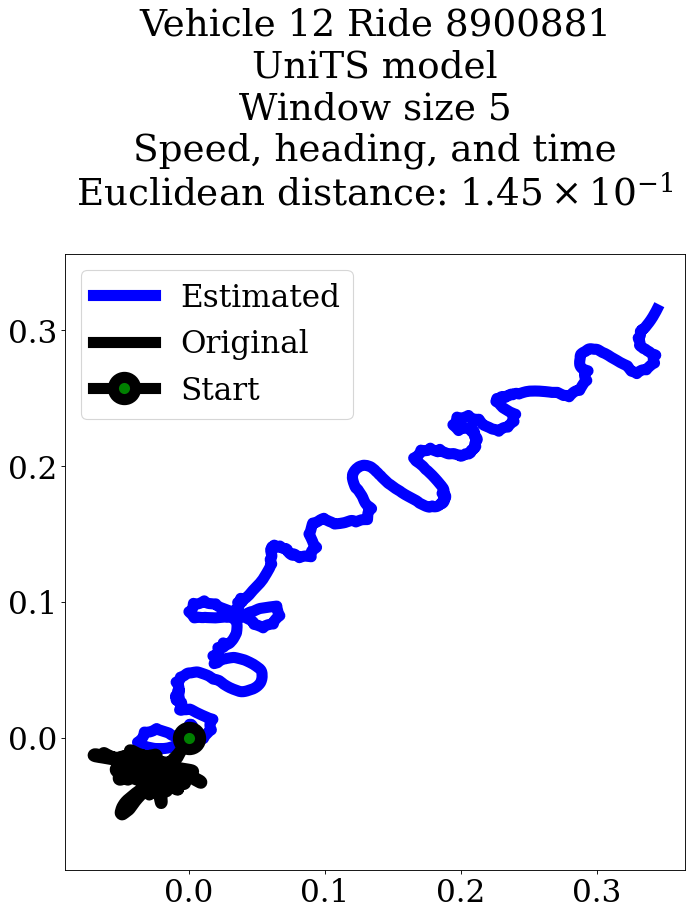 Vehicle 12 Ride 8900881
UniTS model
Window size 5
Speed, heading, and time
Euclidean distance: 1.45 × 10⁻¹
Estimated
Original
Start
0.3
0.2
0.1
0.0
0.0 0.1 0.2 0.3